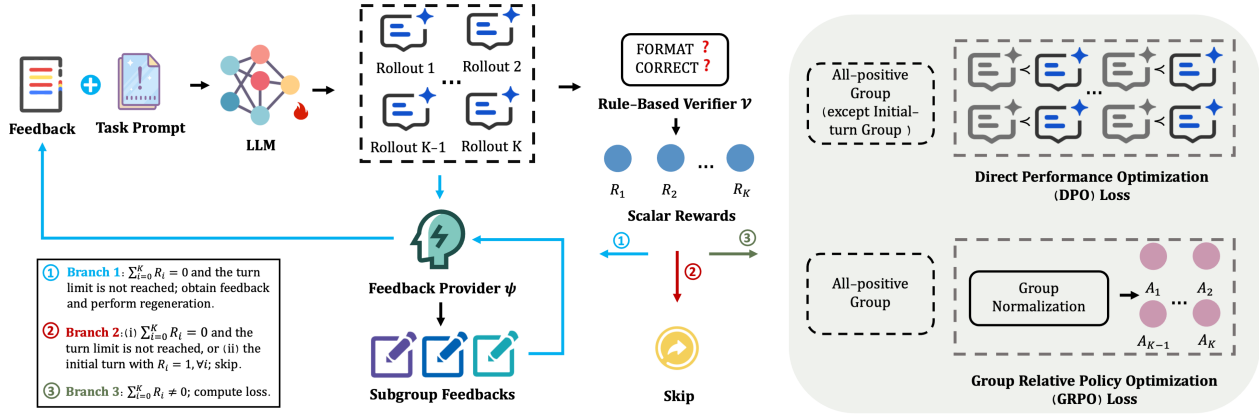 Feedback
Task Prompt
LLM
Rollout 1
Rollout 2
...
Rollout K-1
Rollout K
FORMAT ?
CORRECT ?
Rule-Based Verifier 𝒱
R₁
R₂
...
R_K
Scalar Rewards
①
②
③
Feedback Provider ψ
Subgroup Feedbacks
Skip
① Branch 1: ∑_{i=0}^{K} R_i = 0 and the turn
limit is not reached; obtain feedback
and perform regeneration.
② Branch 2:(i) ∑_{i=0}^{K} R_i = 0 and the
turn limit is not reached, or (ii) the
initial turn with R_i = 1,∀i; skip.
③ Branch 3: ∑_{i=0}^{K} R_i ≠ 0; compute loss.
All-positive
Group
(except Initial-
turn Group )
≺ ≺
...
≺ ≺
Direct Performance Optimization
(DPO) Loss
All-positive
Group
Group
Normalization
A₁
A₂
...
A_{K-1}
A_K
Group Relative Policy Optimization
(GRPO) Loss